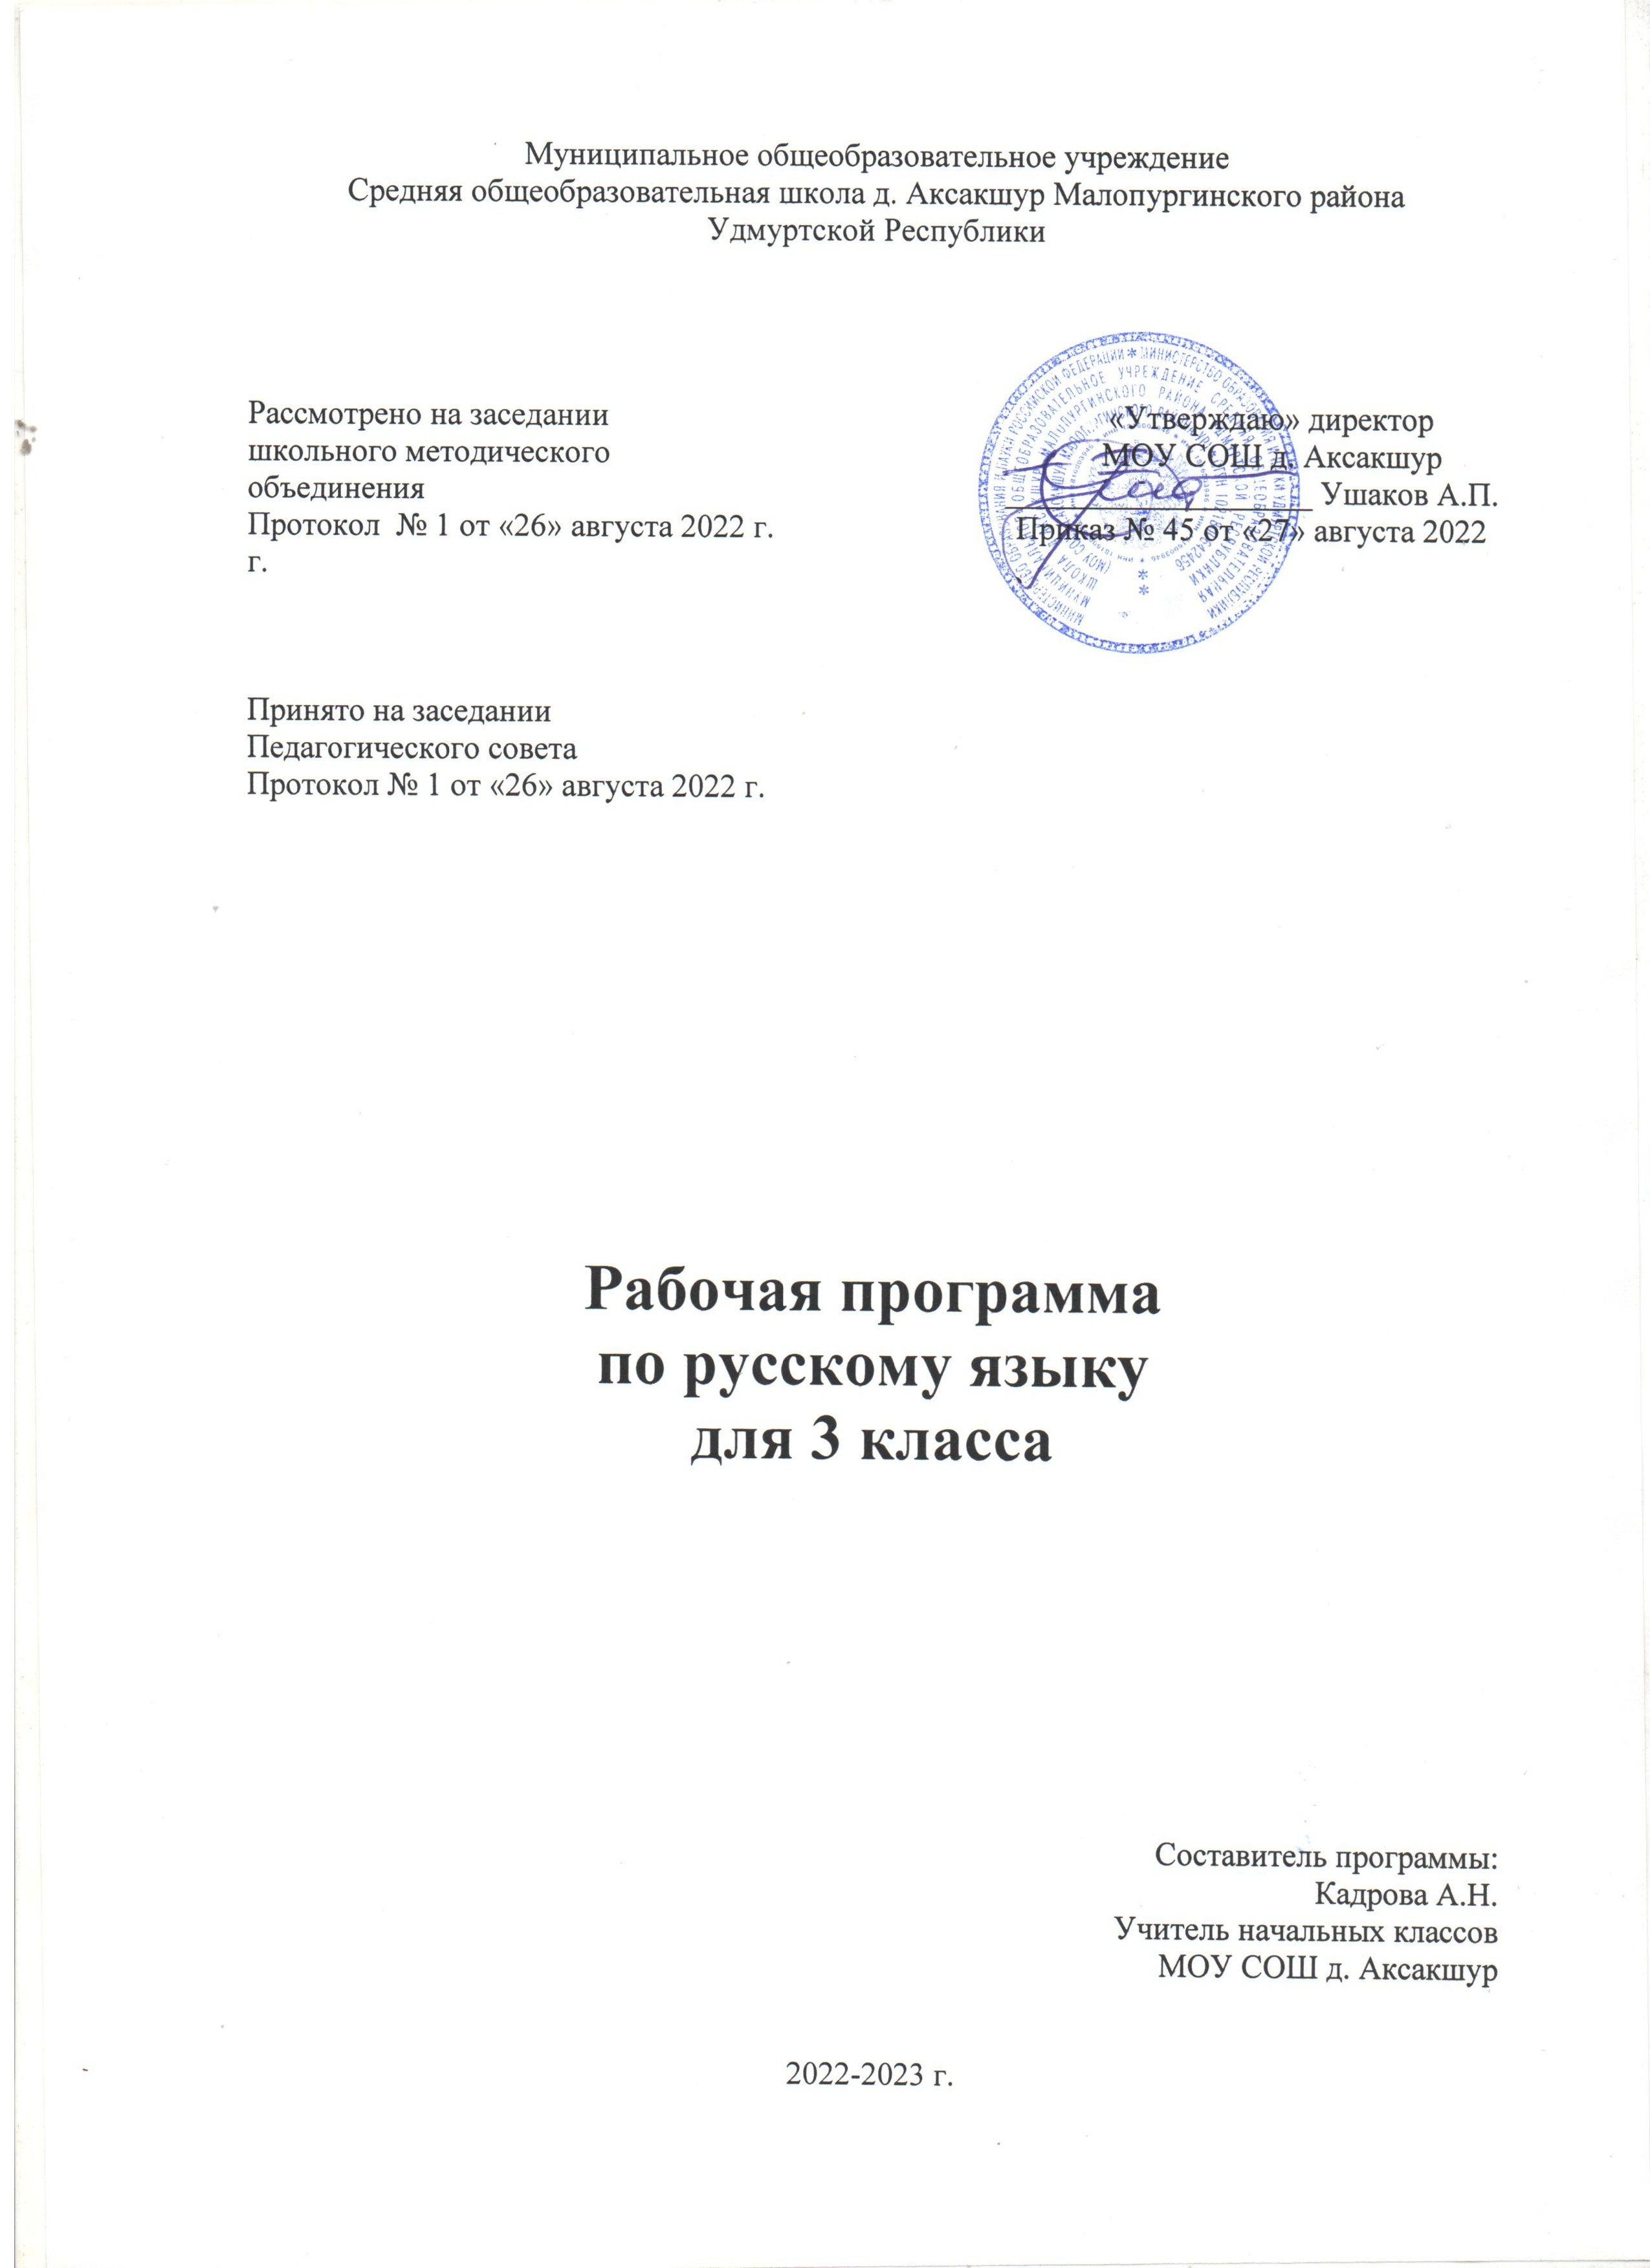 Муниципальное общеобразовательное учреждение
Средняя общеобразовательная школа д. Аксакшур Малопургинского района
Удмуртской Республики
Рассмотрено на заседании
школьного методического
объединения
Протокол  № 1 от «26» августа 2022 г.
г.
«Утверждаю» директор
МОУ СОШ д. Аксакшур
__________________ Ушаков А.П.
Приказ № 45 от «27» августа 2022
Принято на заседании
Педагогического совета
Протокол № 1 от «26» августа 2022 г.
Рабочая программа
по русскому языку
для 3 класса
Составитель программы:
Кадрова А.Н.
Учитель начальных классов
МОУ СОШ д. Аксакшур
2022-2023 г.